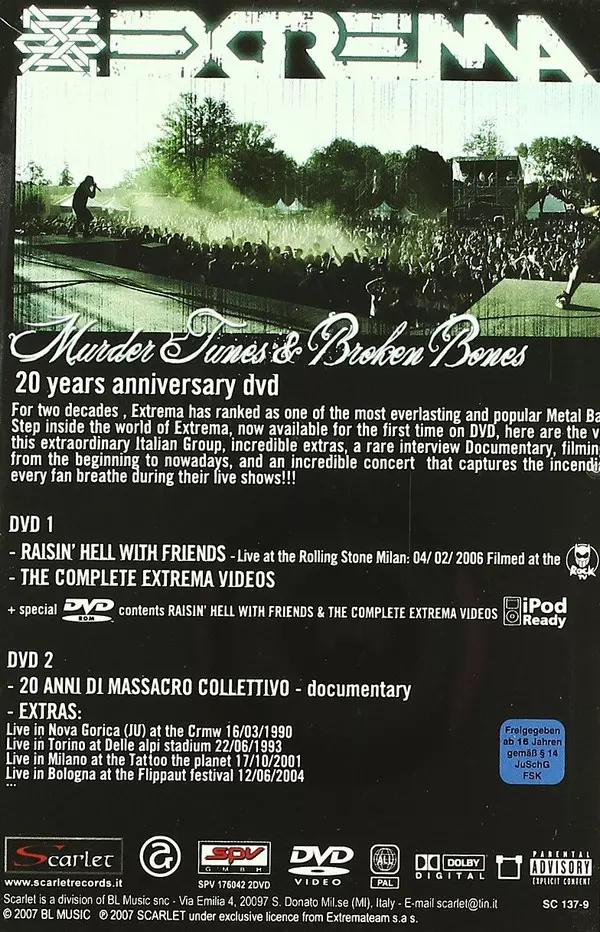 EXTREMA
Murder Tunes & Broken Bones
20 years anniversary dvd
For two decades , Extrema has ranked as one of the most everlasting and popular Metal Ba
Step inside the world of Extrema, now available for the first time on DVD, here are the v
this extraordinary Italian Group, incredible extras, a rare interview Documentary, filmin
from the beginning to nowadays, and an incredible concert that captures the incendi
every fan breathe during their live shows!!!
DVD 1
- RAISIN' HELL WITH FRIENDS - Live at the Rolling Stone Milan: 04/ 02/ 2006 Filmed at the ROCK TV
- THE COMPLETE EXTREMA VIDEOS
+ special DVD ROM contents RAISIN' HELL WITH FRIENDS & THE COMPLETE EXTREMA VIDEOS iPod Ready
DVD 2
- 20 ANNI DI MASSACRO COLLETTIVO - documentary
- EXTRAS:
Live in Nova Gorica (JU) at the Crmw 16/03/1990
Live in Torino at Delle alpi stadium 22/06/1993
Live in Milano at the Tattoo the planet 17/10/2001
Live in Bologna at the Flippaut festival 12/06/2004
...
Freigegeben
ab 16 Jahren
gemäß § 14
JuSchG
FSK
Scarlet
www.scarletrecords.it
SPV
GMBH
SPV 176042 2DVD
DVD
VIDEO
ALL
PAL
DOLBY
DIGITAL
PARENTAL
ADVISORY
EXPLICIT CONTENT
Scarlet is a division of BL Music snc - Via Emilia 4, 20097 S. Donato Mil.se (MI), Italy - E-mail scarlet@tin.it
SC 137-9
© 2007 BL MUSIC ℗ 2007 SCARLET under exclusive licence from Extremateam s.a.s.